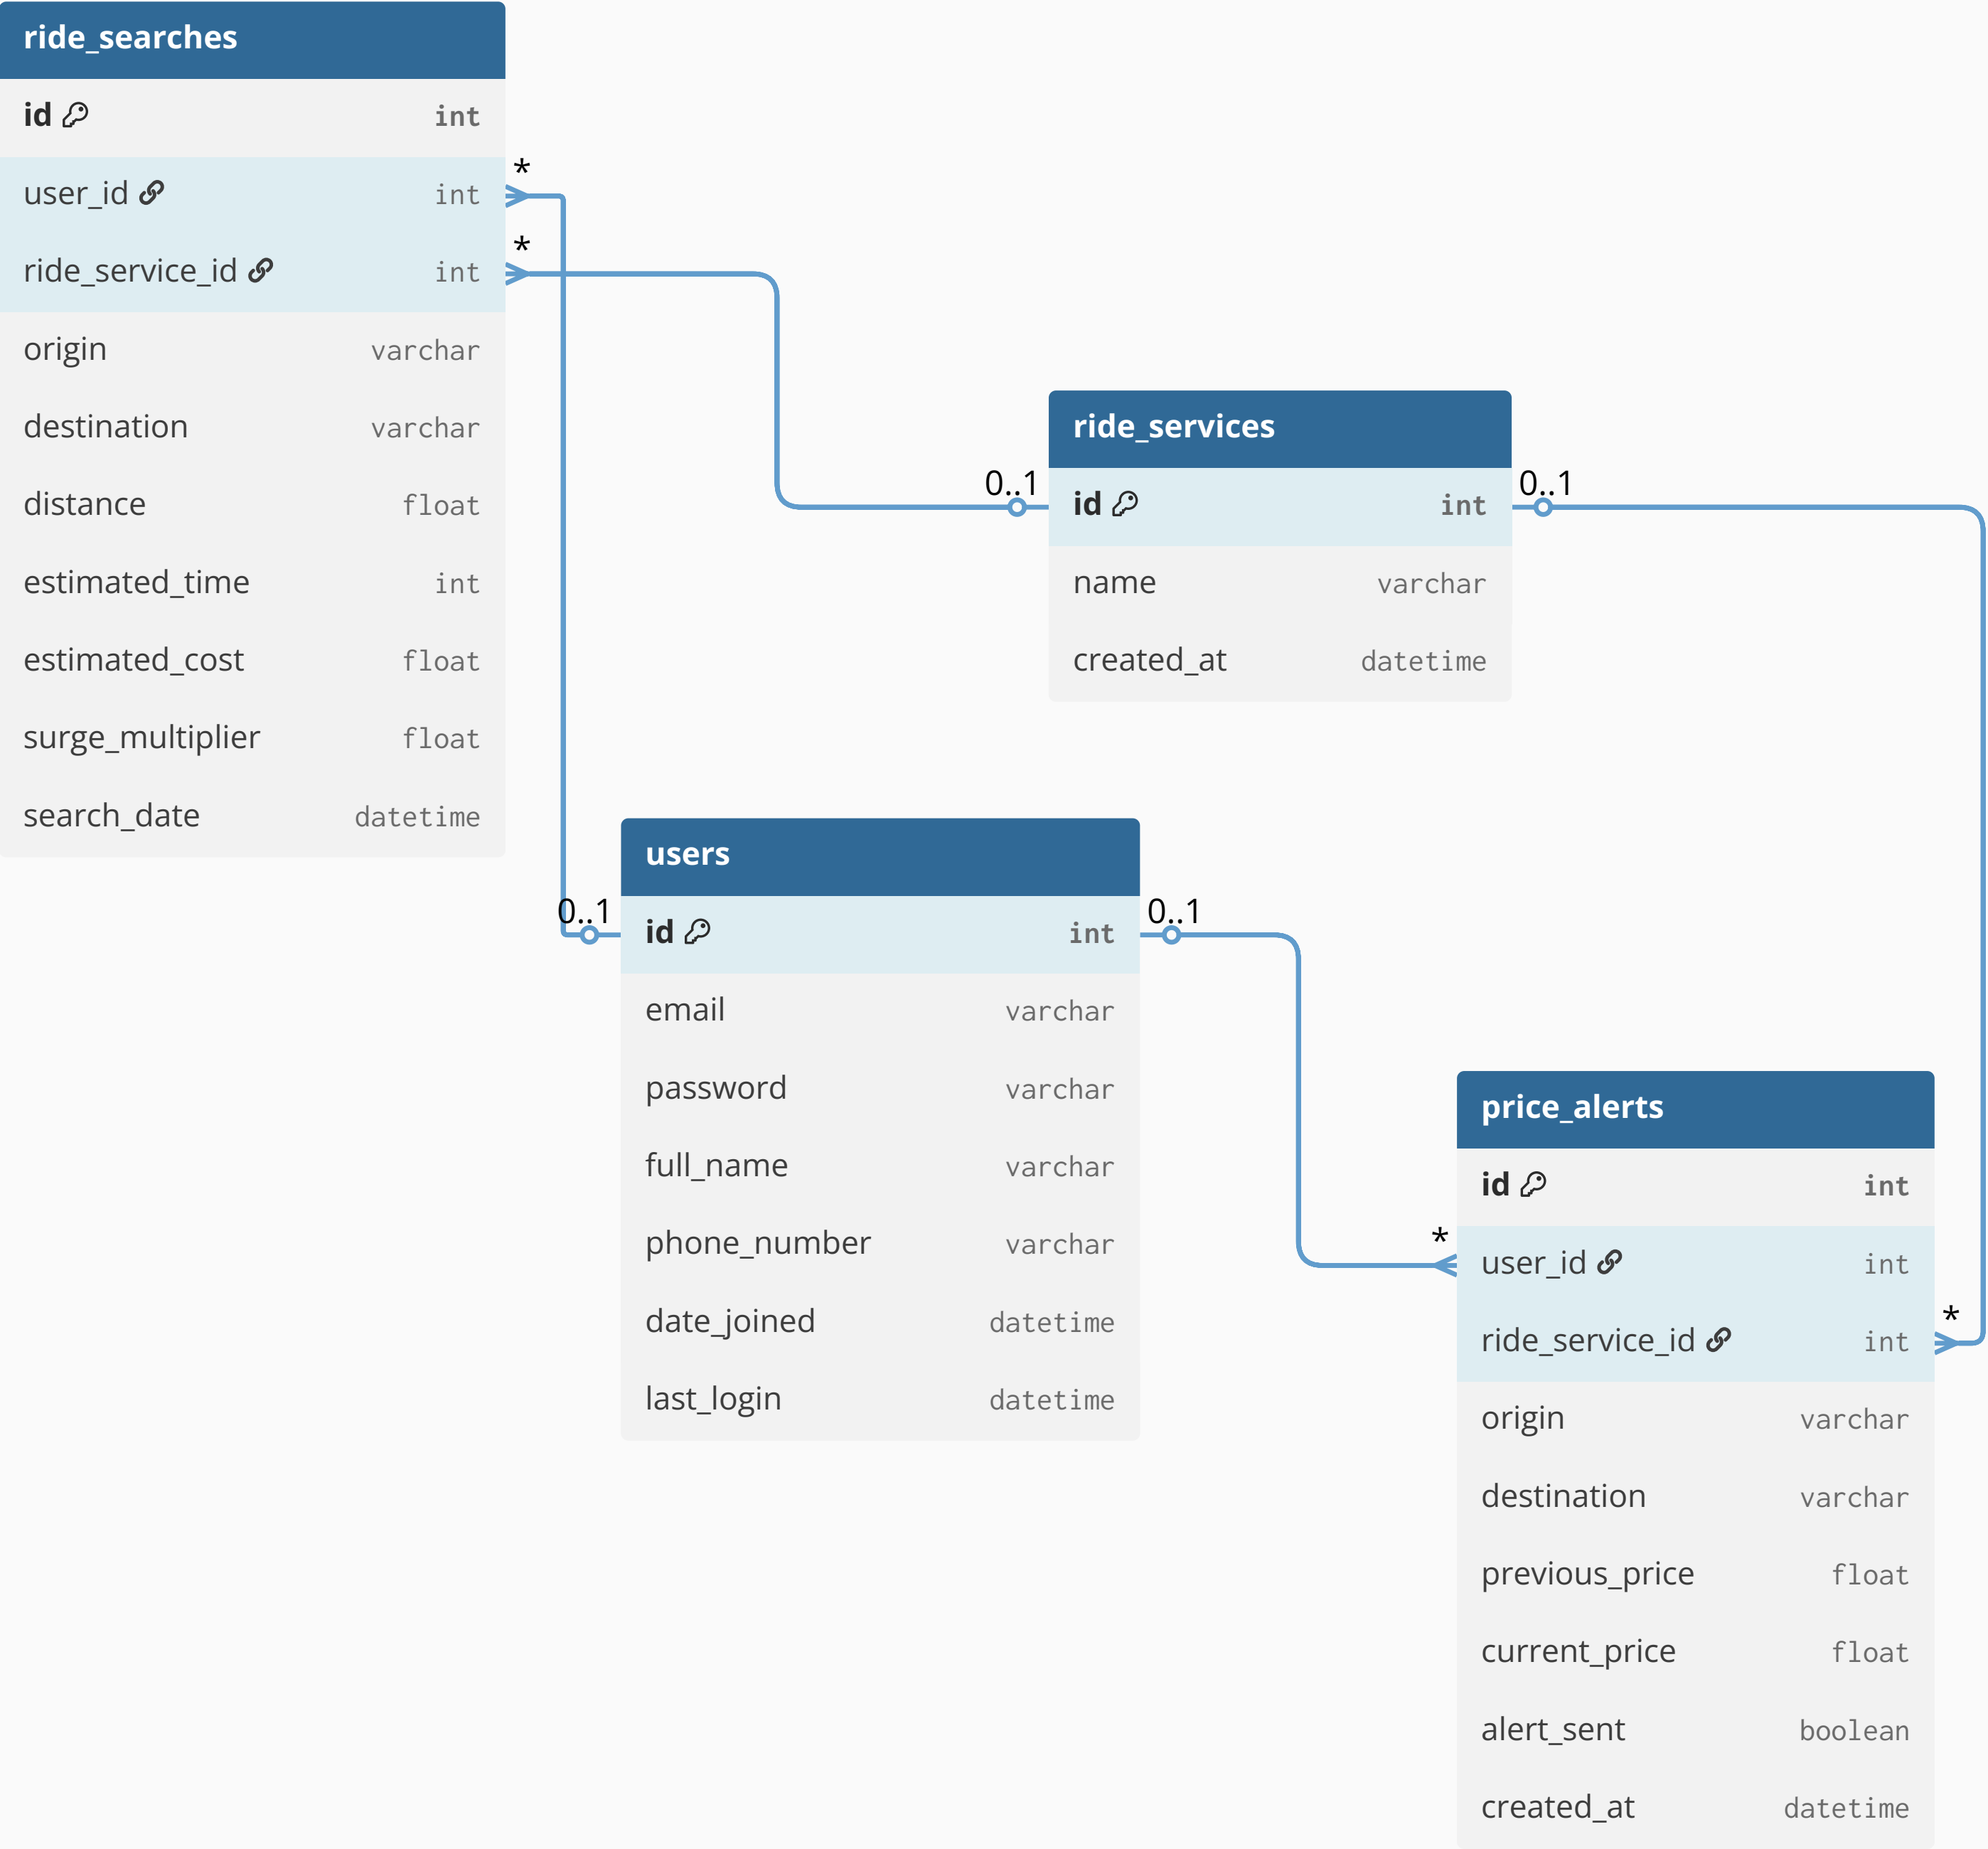 ride_searches
id int
*
user_id int
*
ride_service_id int
origin varchar
destination varchar
distance float
estimated_time int
estimated_cost float
surge_multiplier float
search_date datetime
ride_services
0..1 0..1
id int
name varchar
created_at datetime
users
0..1 0..1
id int
email varchar
password varchar
full_name varchar
phone_number varchar
date_joined datetime
last_login datetime
price_alerts
id int
*
user_id int
*
ride_service_id int
origin varchar
destination varchar
previous_price float
current_price float
alert_sent boolean
created_at datetime